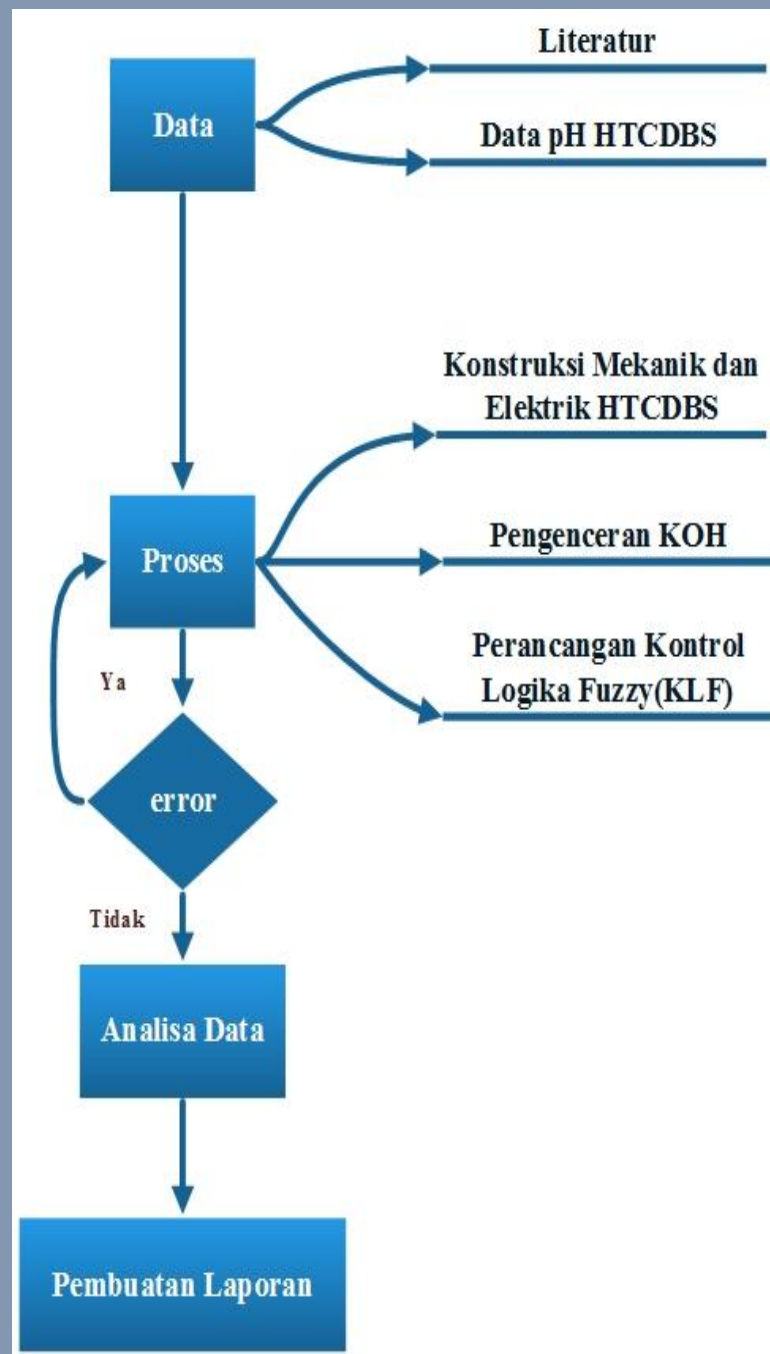 Literatur
Data
Data pH HTCDBS
Konstruksi Mekanik dan
Elektrik HTCDBS
Proses
Pengenceran KOH
Perancangan Kontrol
Logika Fuzzy(KLF)
Ya
error
Tidak
Analisa Data
Pembuatan Laporan